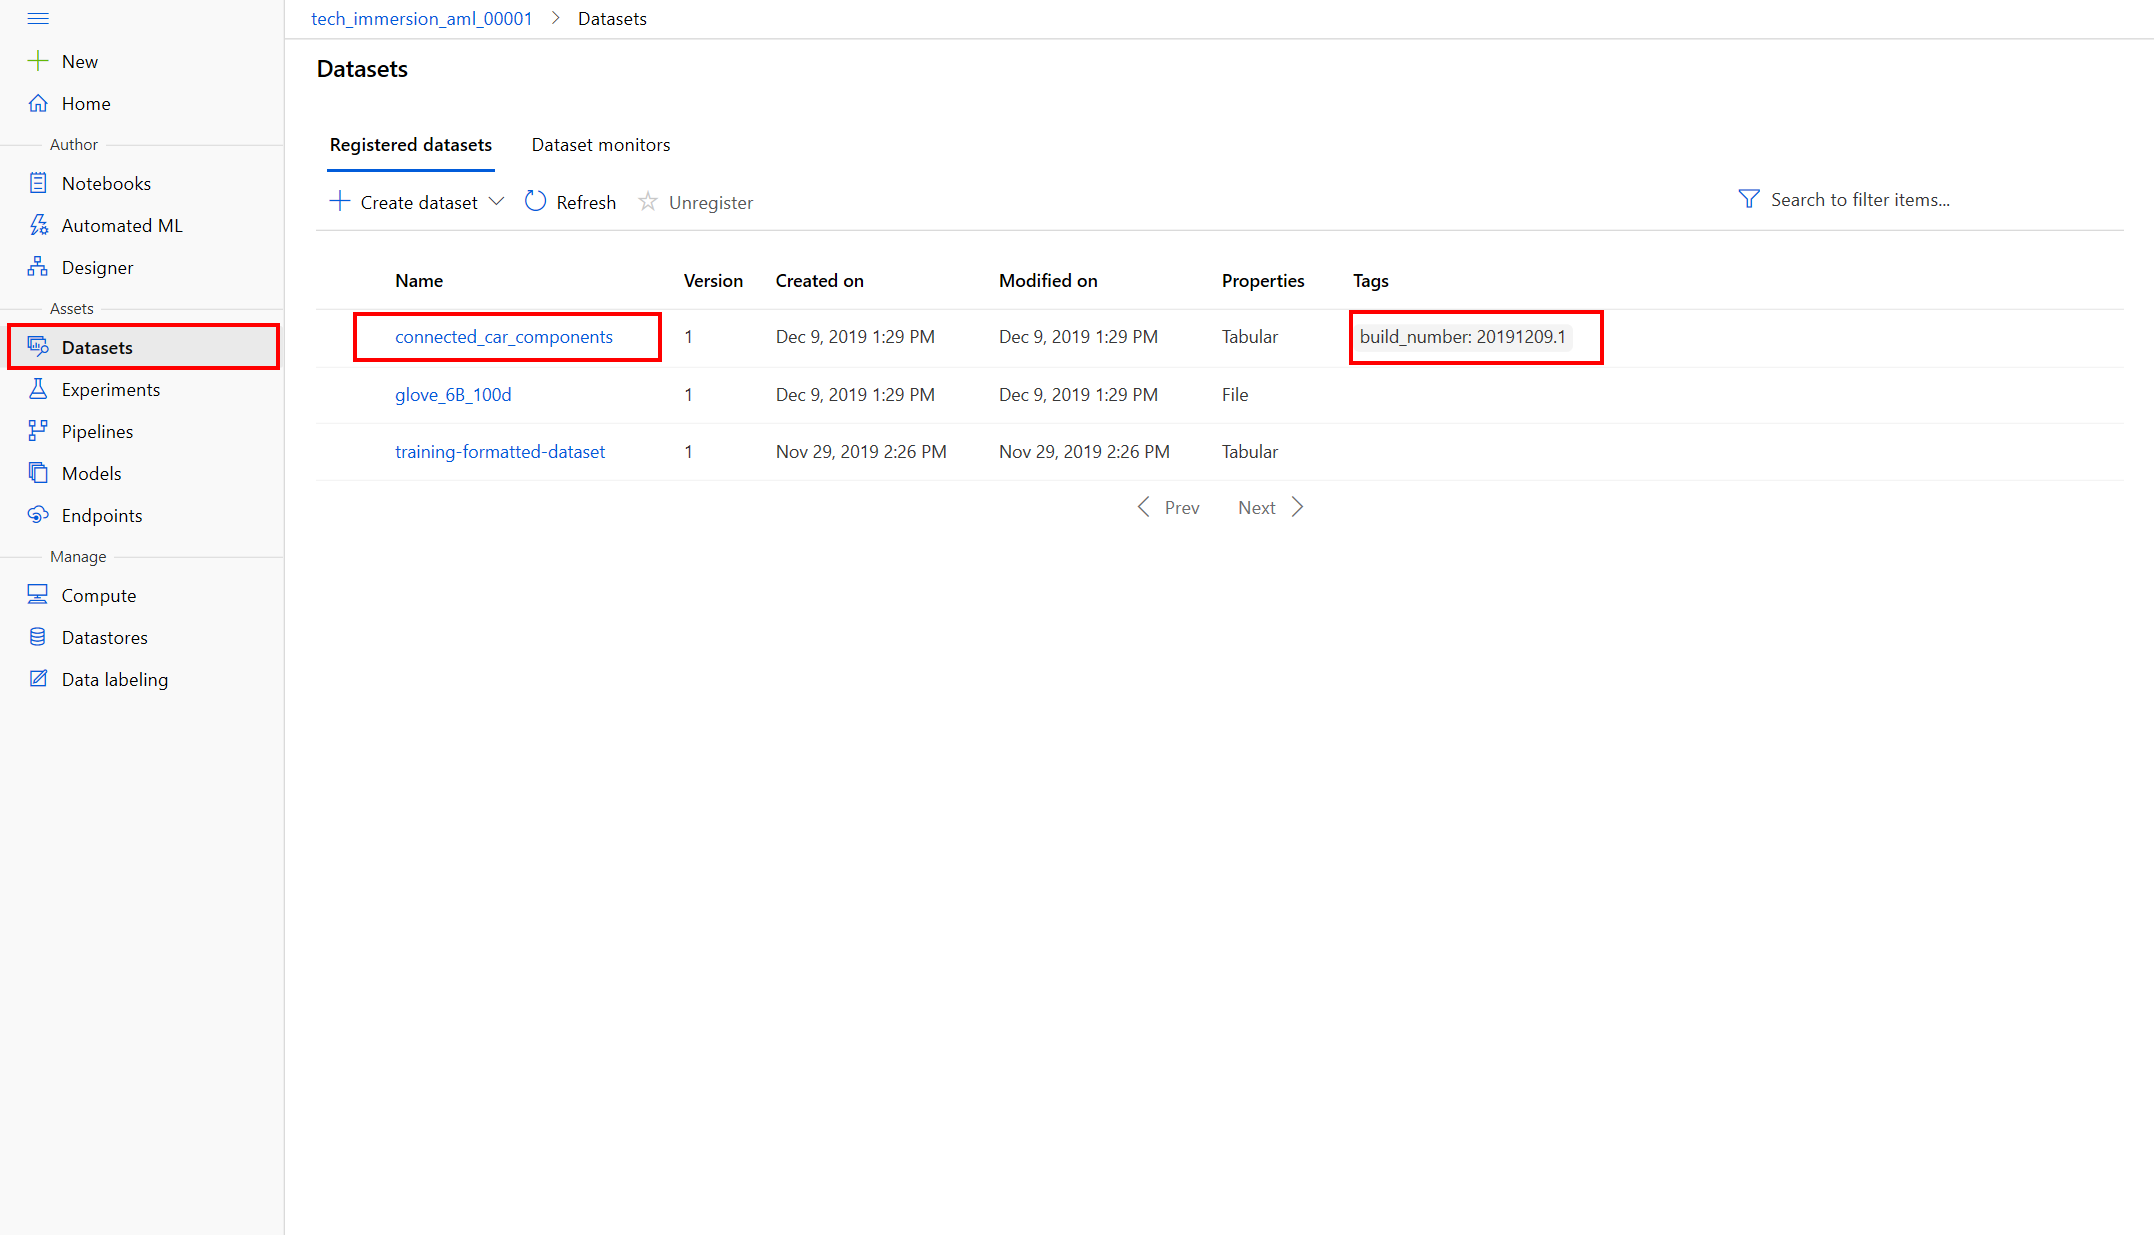 tech_immersion_aml_00001 > Datasets
New
Home
Author
Notebooks
Automated ML
Designer
Assets
Datasets
Experiments
Pipelines
Models
Endpoints
Manage
Compute
Datastores
Data labeling
Datasets
Registered datasets Dataset monitors
Create dataset Refresh Unregister Search to filter items...
Name Version Created on Modified on Properties Tags
connected_car_components 1 Dec 9, 2019 1:29 PM Dec 9, 2019 1:29 PM Tabular build_number: 20191209.1
glove_6B_100d 1 Dec 9, 2019 1:29 PM Dec 9, 2019 1:29 PM File
training-formatted-dataset 1 Nov 29, 2019 2:26 PM Nov 29, 2019 2:26 PM Tabular
Prev Next